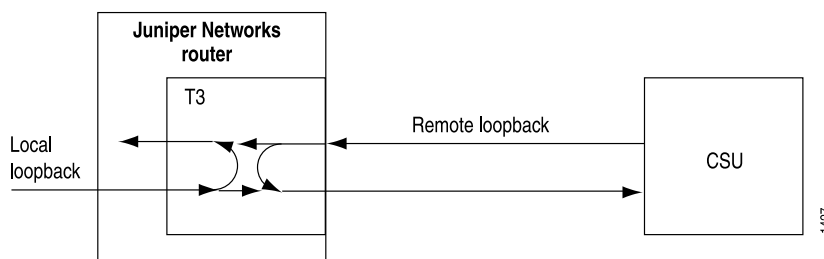 Juniper Networks
router
T3
Local
loopback
Remote loopback
CSU